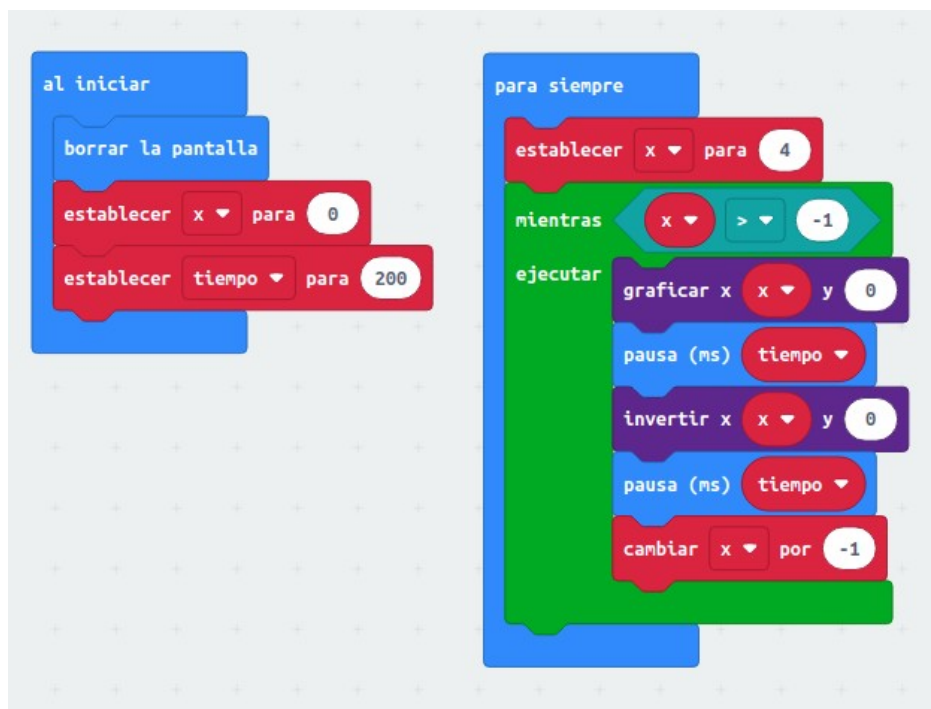 al iniciar
borrar la pantalla
establecer x para 0
establecer tiempo para 200
para siempre
establecer x para 4
mientras x > -1
ejecutar
graficar x x y 0
pausa (ms) tiempo
invertir x x y 0
pausa (ms) tiempo
cambiar x por -1